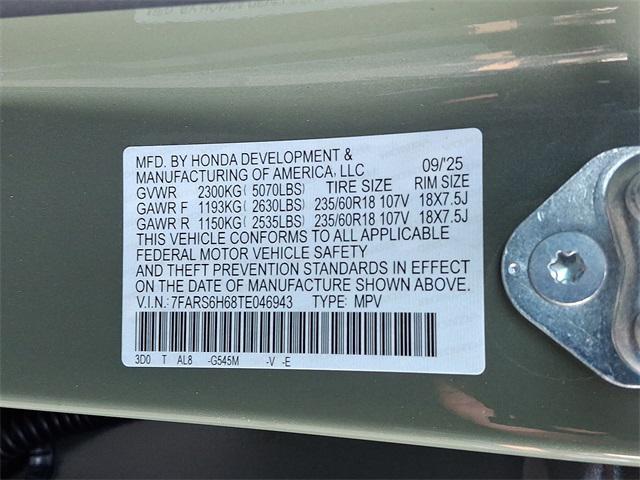 MFD. BY HONDA DEVELOPMENT &
MANUFACTURING OF AMERICA, LLC 09/'25
GVWR 2300KG( 5070LBS) TIRE SIZE RIM SIZE
GAWR F 1193KG( 2630LBS) 235/60R18 107V 18X7.5J
GAWR R 1150KG( 2535LBS) 235/60R18 107V 18X7.5J
THIS VEHICLE CONFORMS TO ALL APPLICABLE
FEDERAL MOTOR VEHICLE SAFETY
AND THEFT PREVENTION STANDARDS IN EFFECT
ON THE DATE OF MANUFACTURE SHOWN ABOVE.
V.I.N.: 7FARS6H68TE046943 TYPE: MPV
3D0 T AL8 -G545M -V -E